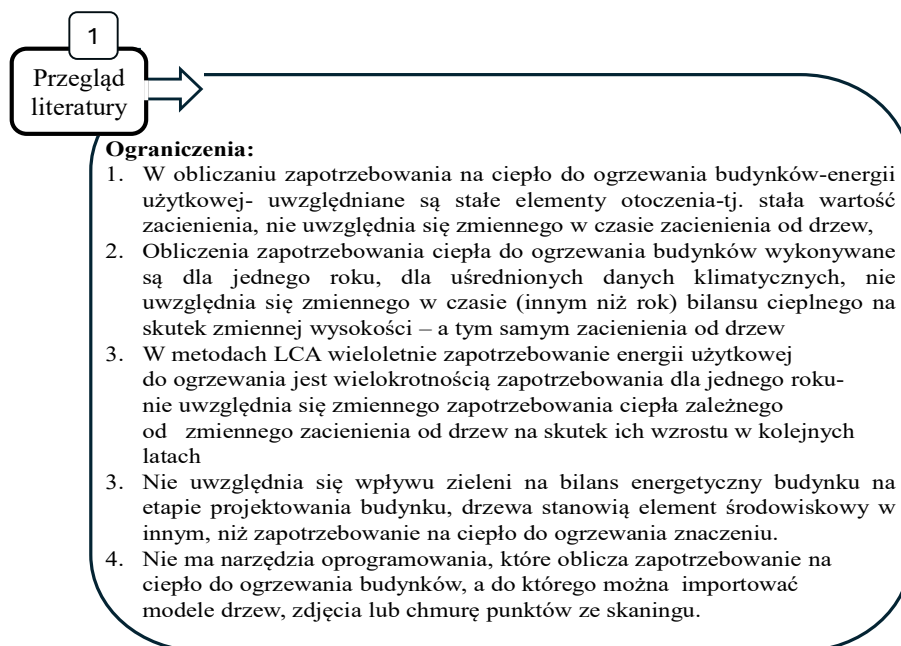 1
Przegląd
literatury
Ograniczenia:
1. W obliczaniu zapotrzebowania na ciepło do ogrzewania budynków-energii
użytkowej- uwzględniane są stałe elementy otoczenia-tj. stała wartość
zacienienia, nie uwzględnia się zmiennego w czasie zacienienia od drzew,
2. Obliczenia zapotrzebowania ciepła do ogrzewania budynków wykonywane
są dla jednego roku, dla uśrednionych danych klimatycznych, nie
uwzględnia się zmiennego w czasie (innym niż rok) bilansu cieplnego na
skutek zmiennej wysokości – a tym samym zacienienia od drzew
3. W metodach LCA wieloletnie zapotrzebowanie energii użytkowej
do ogrzewania jest wielokrotnością zapotrzebowania dla jednego roku-
nie uwzględnia się zmiennego zapotrzebowania ciepła zależnego
od zmiennego zacienienia od drzew na skutek ich wzrostu w kolejnych
latach
3. Nie uwzględnia się wpływu zieleni na bilans energetyczny budynku na
etapie projektowania budynku, drzewa stanowią element środowiskowy w
innym, niż zapotrzebowanie na ciepło do ogrzewania znaczeniu.
4. Nie ma narzędzia oprogramowania, które oblicza zapotrzebowanie na
ciepło do ogrzewania budynków, a do którego można importować
modele drzew, zdjęcia lub chmurę punktów ze skaningu.